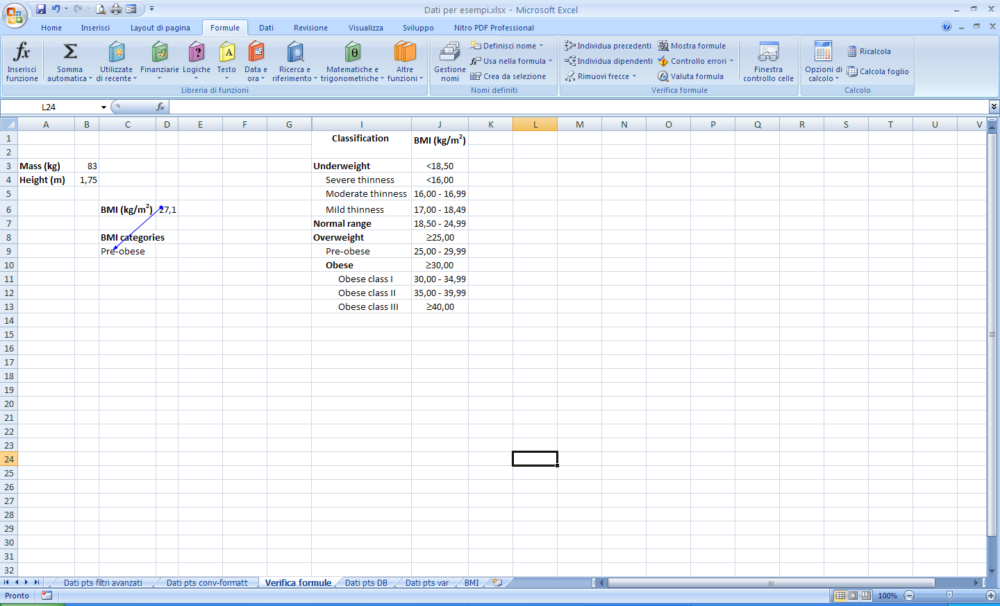 Dati per esempi.xlsx - Microsoft Excel
Home Inserisci Layout di pagina Formule Dati Revisione Visualizza Sviluppo Nitro PDF Professional
Inserisci funzione
Somma automatica
Utilizzate di recente
Finanziarie
Logiche
Testo
Data e ora
Ricerca e riferimento
Matematiche e trigonometriche
Altre funzioni
Libreria di funzioni
Gestione nomi
Definisci nome
Usa nella formula
Crea da selezione
Nomi definiti
Individua precedenti
Individua dipendenti
Rimuovi frecce
Mostra formule
Controllo errori
Valuta formula
Finestra controllo celle
Verifica formule
Opzioni di calcolo
Ricalcola
Calcola foglio
Calcolo
L24 fx
A B C D E F G I J K L M N O P Q R S T U V
1 Classification BMI (kg/m²)
2
3 Mass (kg) 83 Underweight <18,50
4 Height (m) 1,75 Severe thinness <16,00
5 Moderate thinness 16,00 - 16,99
6 BMI (kg/m²) 27,1 Mild thinness 17,00 - 18,49
7 Normal range 18,50 - 24,99
8 BMI categories Overweight ≥25,00
9 Pre-obese Pre-obese 25,00 - 29,99
10 Obese ≥30,00
11 Obese class I 30,00 - 34,99
12 Obese class II 35,00 - 39,99
13 Obese class III ≥40,00
14
15
16
17
18
19
20
21
22
23
24
25
26
27
28
29
30
31
32
Dati pts filtri avanzati Dati pts conv-formatt Verifica formule Dati pts DB Dati pts var BMI
Pronto 100%